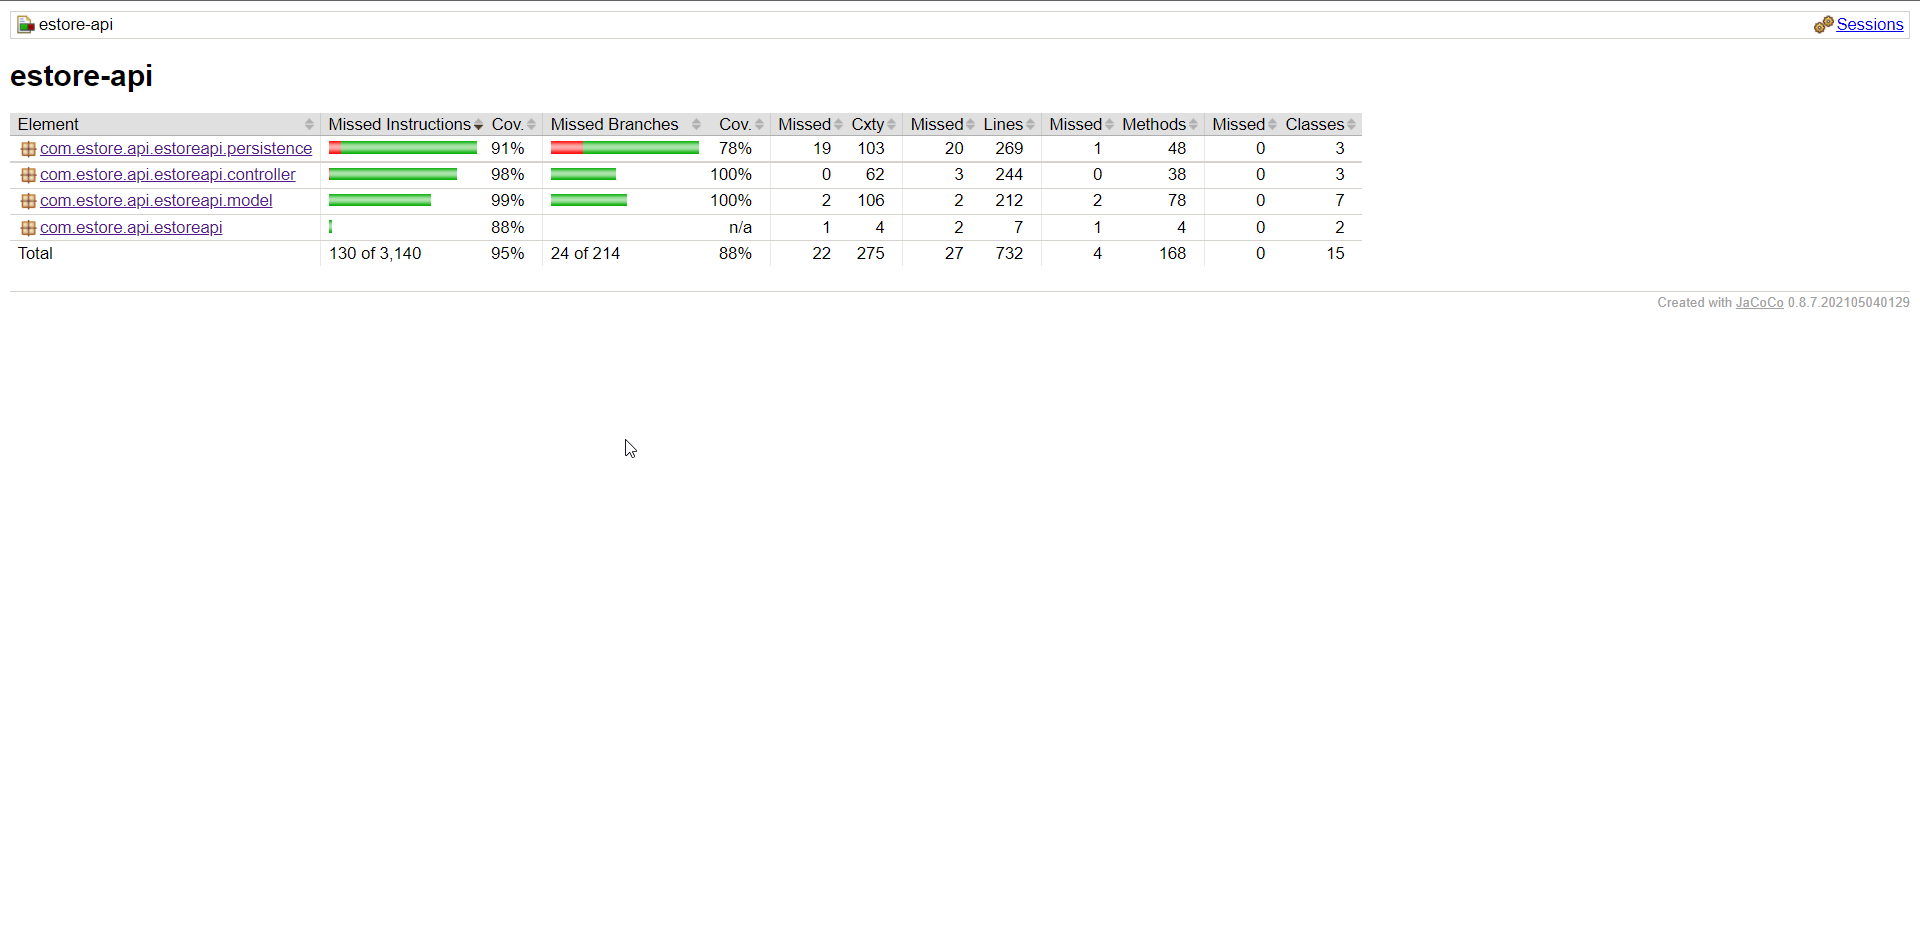 estore-api Sessions
estore-api
Element Missed Instructions Cov. Missed Branches Cov. Missed Cxty Missed Lines Missed Methods Missed Classes
com.estore.api.estoreapi.persistence 91% 78% 19 103 20 269 1 48 0 3
com.estore.api.estoreapi.controller 98% 100% 0 62 3 244 0 38 0 3
com.estore.api.estoreapi.model 99% 100% 2 106 2 212 2 78 0 7
com.estore.api.estoreapi 88% n/a 1 4 2 7 1 4 0 2
Total 130 of 3,140 95% 24 of 214 88% 22 275 27 732 4 168 0 15
Created with JaCoCo 0.8.7.202105040129